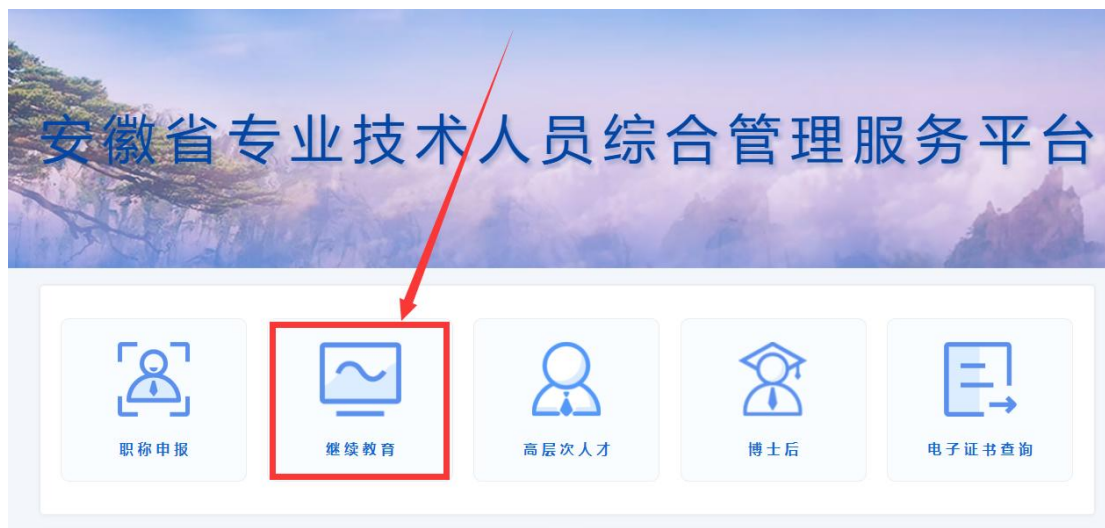 安徽省专业技术人员综合管理服务平台
职称申报
继续教育
高层次人才
博士后
电子证书查询